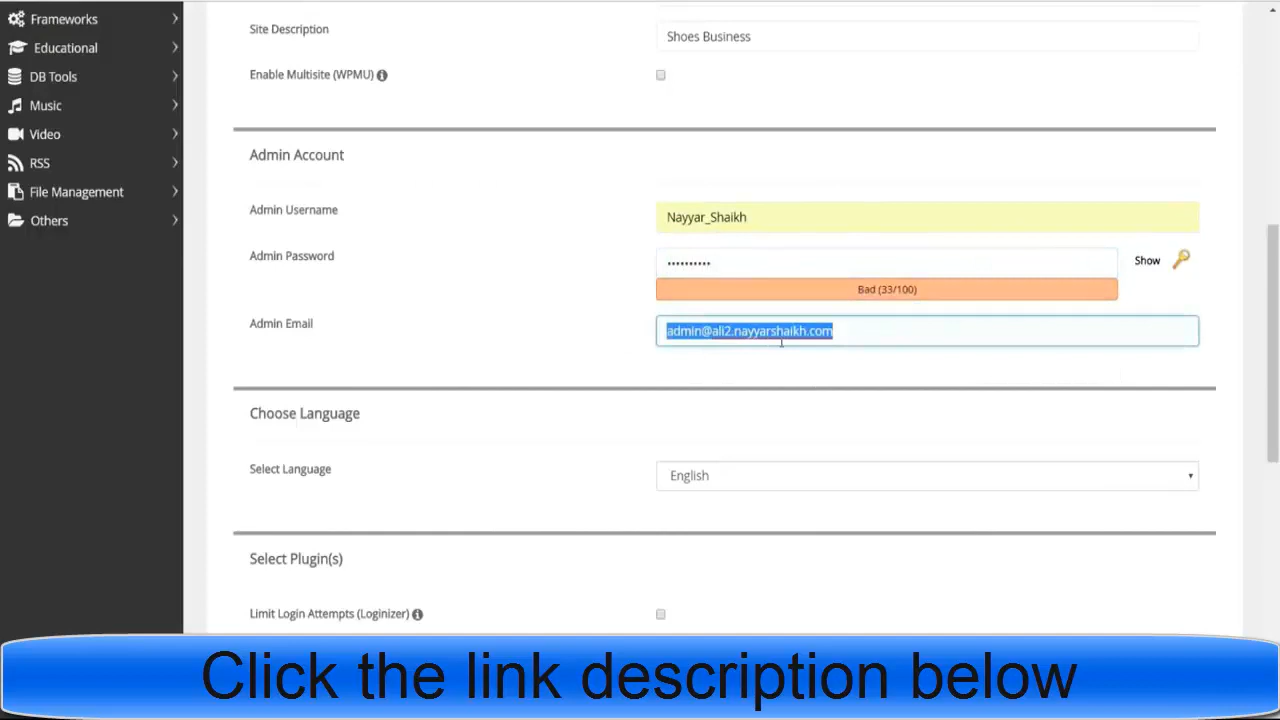 Frameworks
Educational
DB Tools
Music
Video
RSS
File Management
Others
Site Description
Shoes Business
Enable Multisite (WPMU)
Admin Account
Admin Username
Nayyar_Shaikh
Admin Password
••••••••••
Show
Bad (33/100)
Admin Email
admin@ali2.nayyarshaikh.com
Choose Language
Select Language
English
Select Plugin(s)
Limit Login Attempts (Loginizer)
Click the link description below